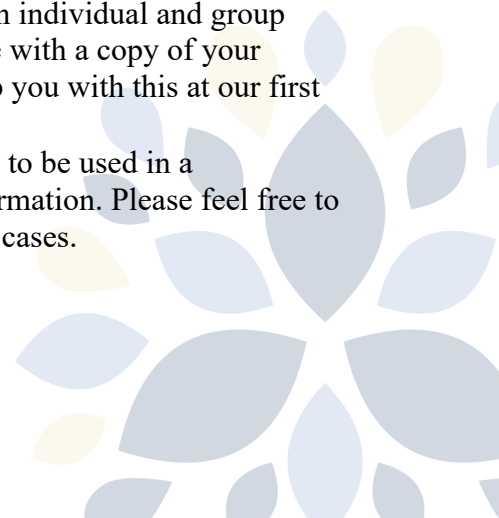 individual and group
with a copy of your
you with this at our first
to be used in a
Please feel free to
cases.